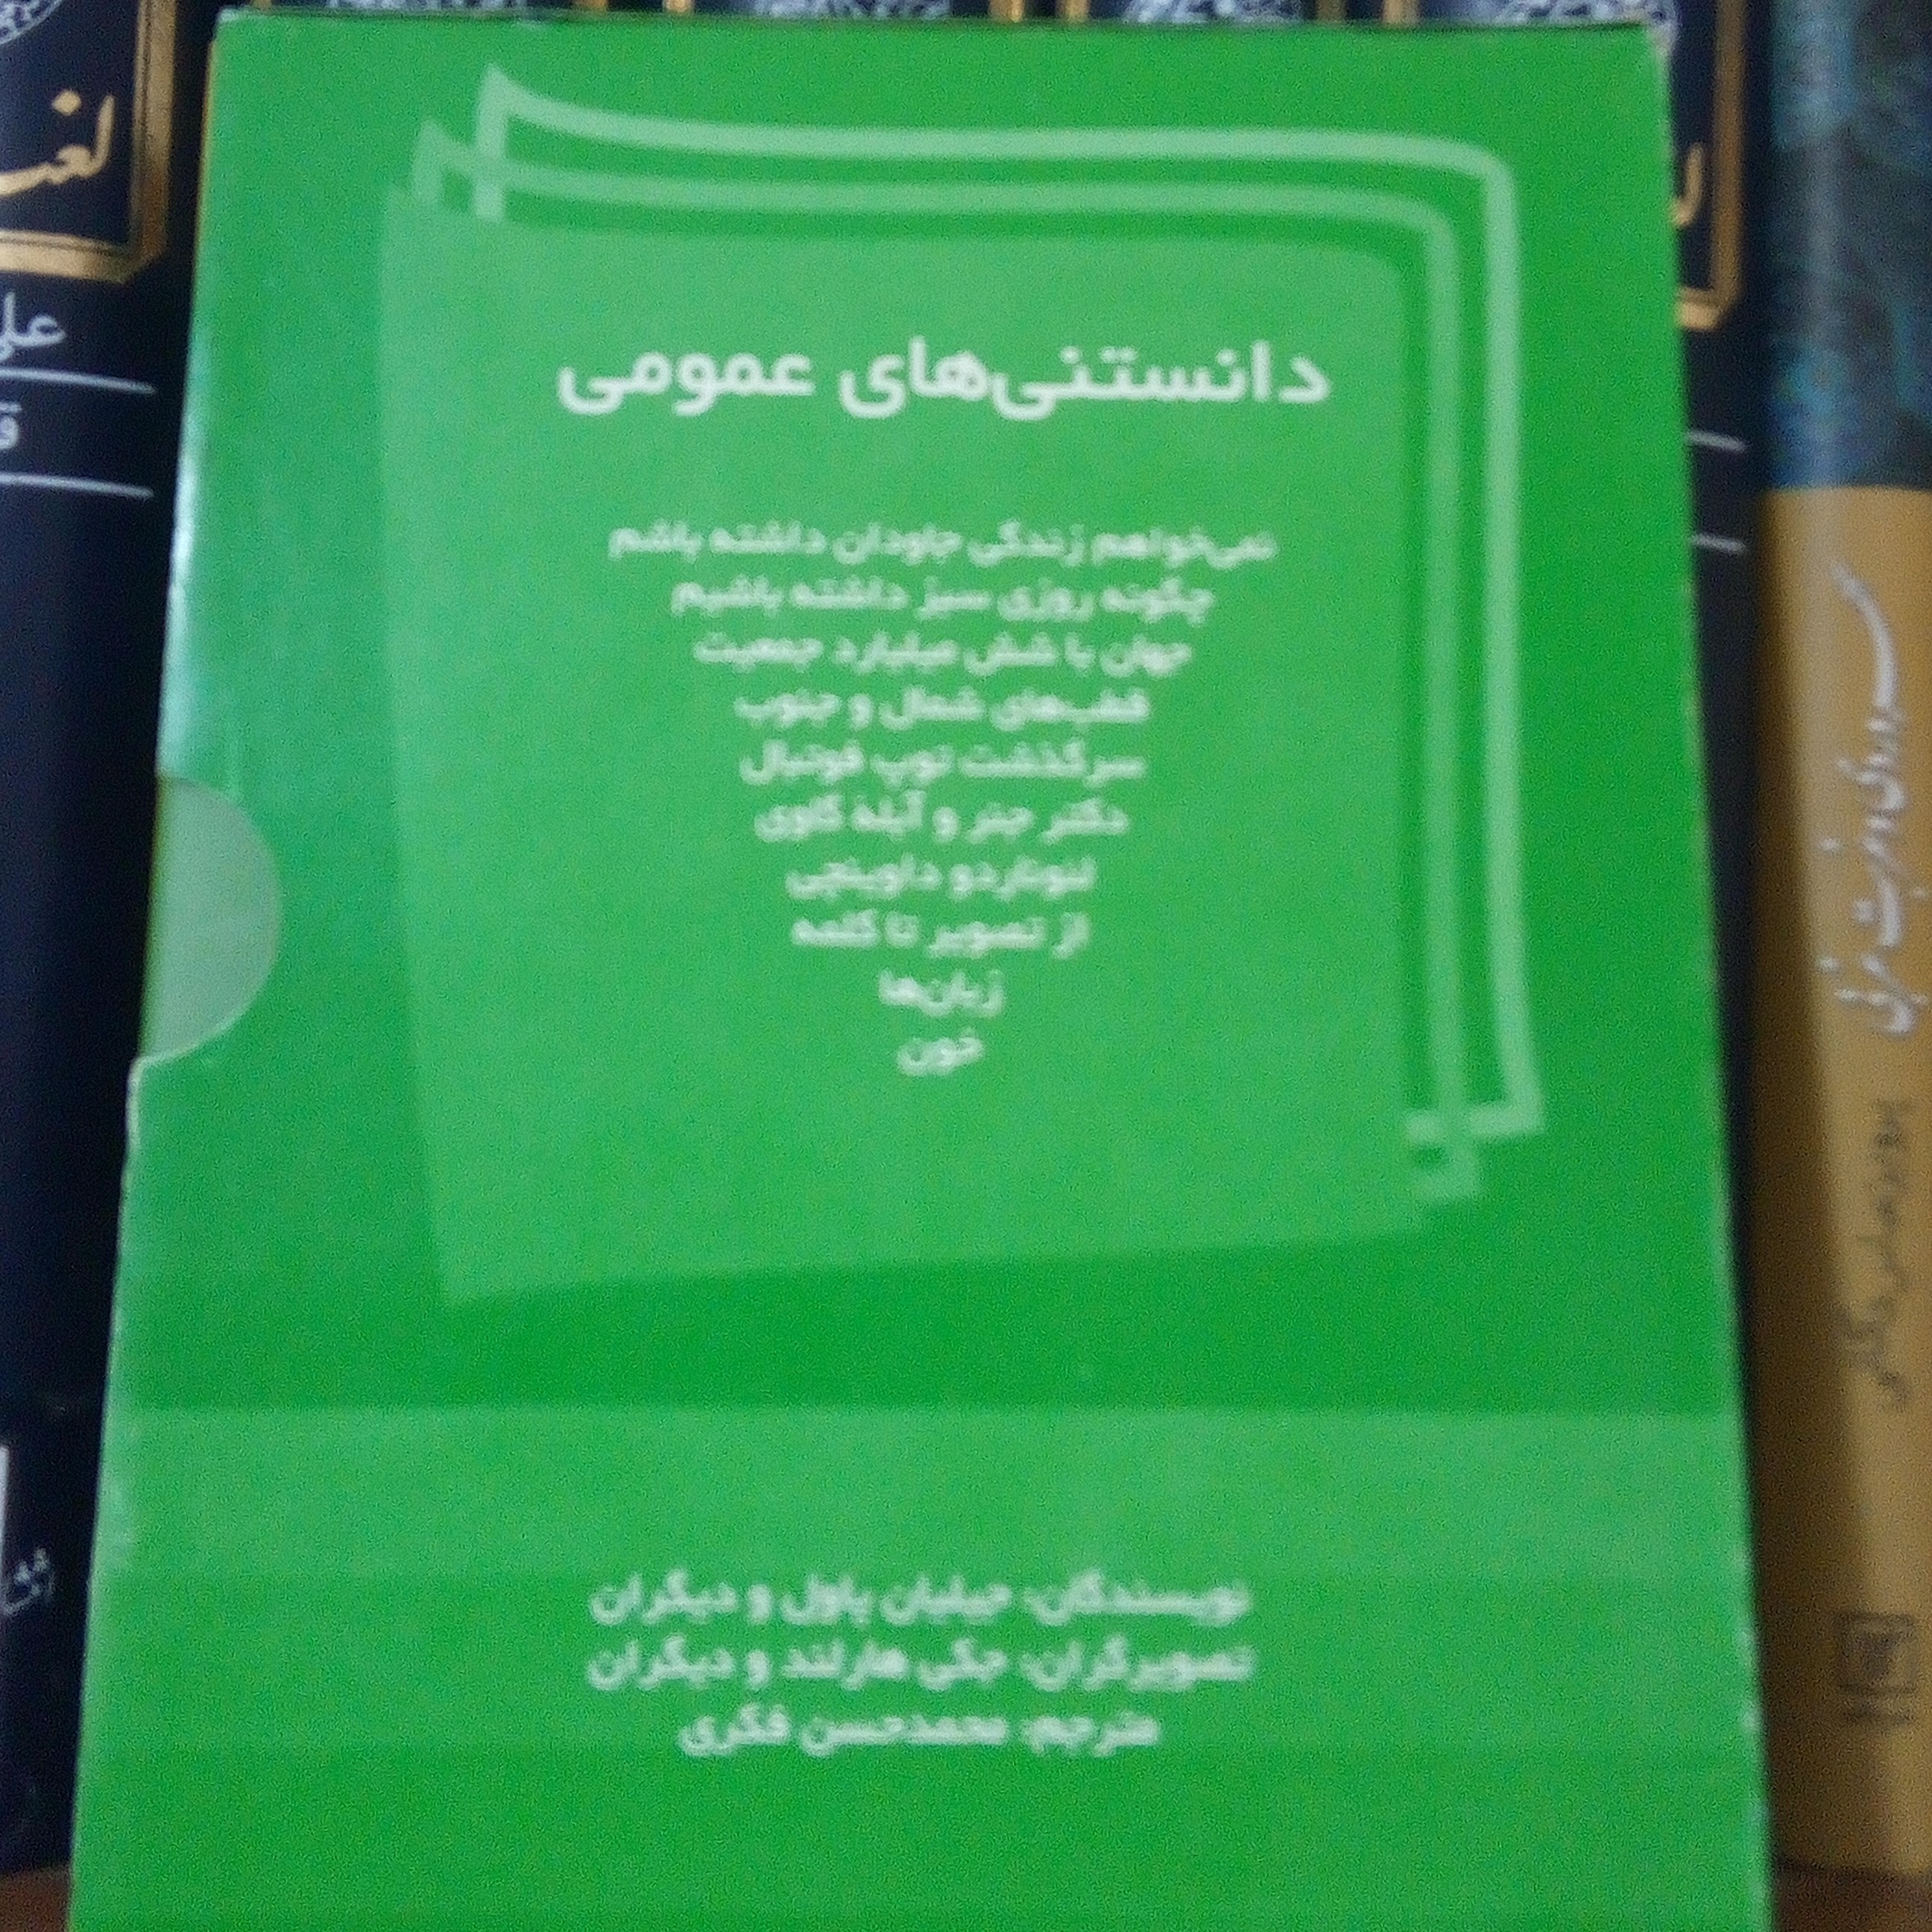 دانستنی‌های عمومی
نمی‌خواهم زندگی جاودان داشته باشم
چگونه روزی سبز داشته باشیم
جهان با شش میلیارد جمعیت
قطب‌های شمال و جنوب
سرگذشت توپ فوتبال
دکتر جنر و آبلهٔ گاوی
لئوناردو داوینچی
از تصویر تا کلمه
زبان‌ها
خون
نویسندگان: جیلیان پاول و دیگران
تصویرگران: جکی هارلند و دیگران
مترجم: محمدحسن فکری